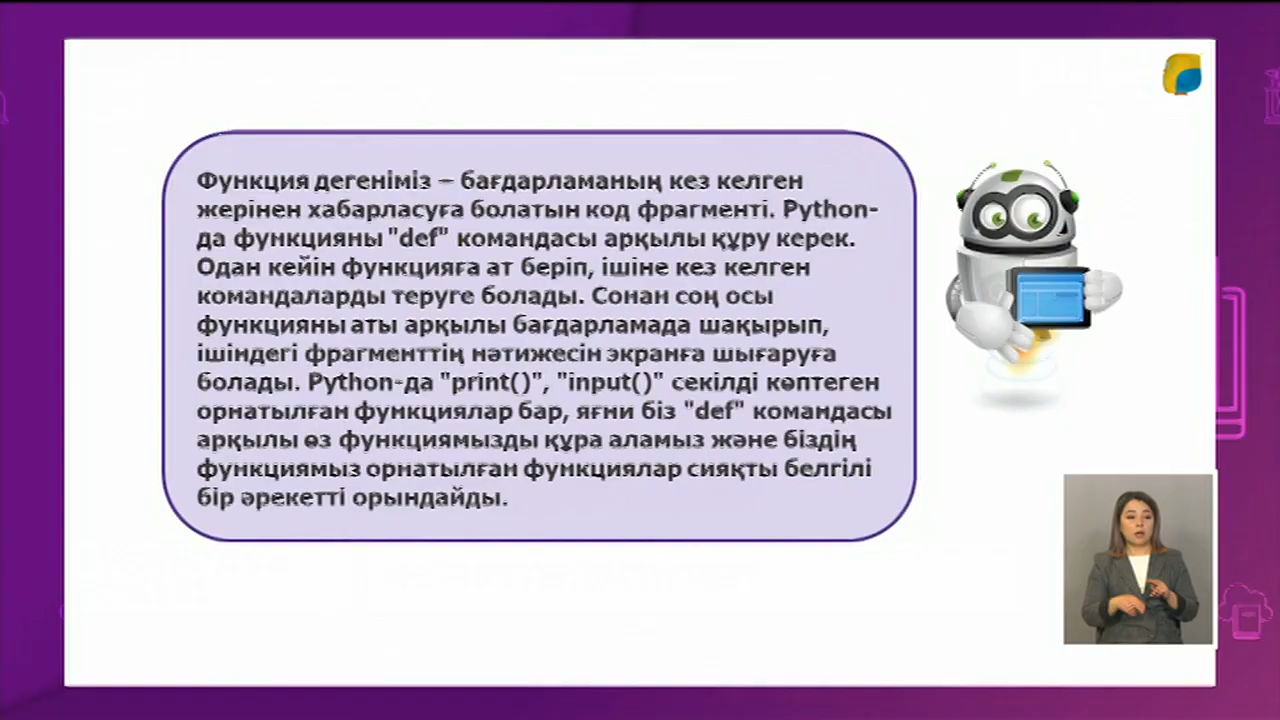 Функция дегеніміз – бағдарламаның кез келген
жерінен хабарласуға болатын код фрагменті. Python-
да функцияны "def" командасы арқылы құру керек.
Одан кейін функцияға ат беріп, ішіне кез келген
командаларды теруге болады. Сонан соң осы
функцияны аты арқылы бағдарламада шақырып,
ішіндегі фрагменттің нәтижесін экранға шығаруға
болады. Python-да "print()", "input()" секілді көптеген
орнатылған функциялар бар, яғни біз "def" командасы
арқылы өз функциямызды құра аламыз және біздің
функциямыз орнатылған функциялар сияқты белгілі
бір әрекетті орындайды.